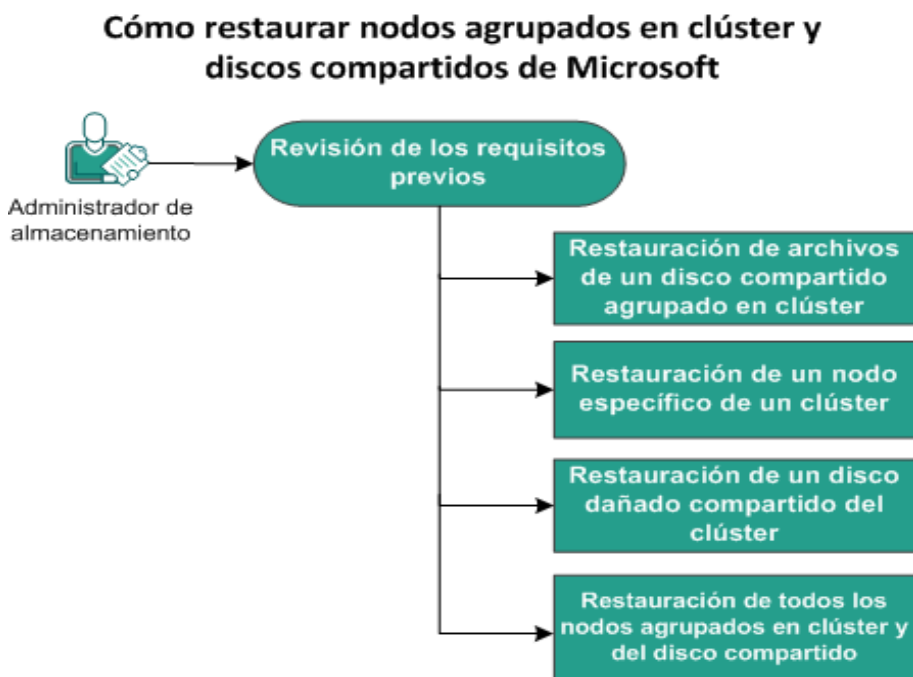 Cómo restaurar nodos agrupados en clúster y
discos compartidos de Microsoft
Revisión de los requisitos
previos
Administrador de
almacenamiento
Restauración de archivos
de un disco compartido
agrupado en clúster
Restauración de un nodo
específico de un clúster
Restauración de un disco
dañado compartido del
clúster
Restauración de todos los
nodos agrupados en clúster y
del disco compartido